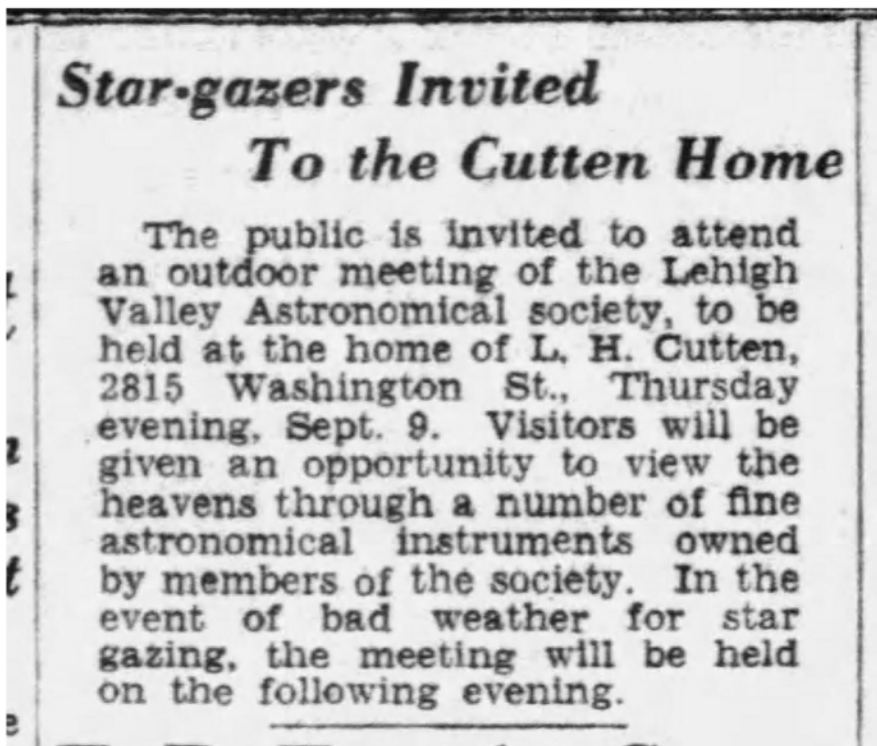 Star-gazers Invited
To the Cutten Home
The public is invited to attend
an outdoor meeting of the Lehigh
Valley Astronomical society, to be
held at the home of L. H. Cutten,
2815 Washington St., Thursday
evening, Sept. 9. Visitors will be
given an opportunity to view the
heavens through a number of fine
astronomical instruments owned
by members of the society. In the
event of bad weather for star
gazing, the meeting will be held
on the following evening.